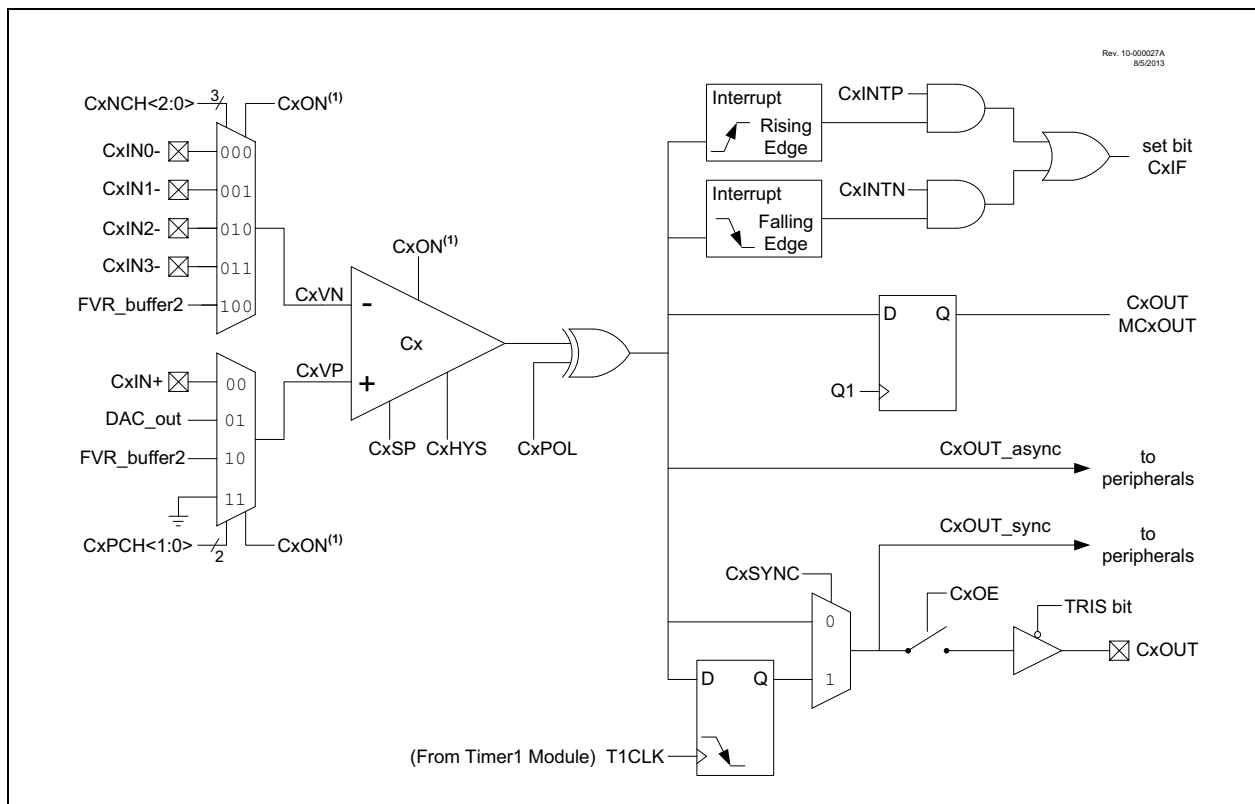 Rev. 10-000027A
8/5/2013
CxNCH<2:0>
3
CxON(1)
CxIN0-
000
CxIN1-
001
CxIN2-
010
CxIN3-
011
FVR_buffer2
100
CxVN
CxON(1)
-
Cx
+
CxVP
CxIN+
00
DAC_out
01
FVR_buffer2
10
11
CxPCH<1:0>
2
CxON(1)
CxSP
CxHYS
CxPOL
Interrupt
Rising
Edge
CxINTP
Interrupt
Falling
Edge
CxINTN
set bit
CxIF
D
Q
Q1
CxOUT
MCxOUT
CxOUT_async
to
peripherals
CxOUT_sync
to
peripherals
CxSYNC
0
1
CxOE
TRIS bit
CxOUT
D
Q
(From Timer1 Module) T1CLK